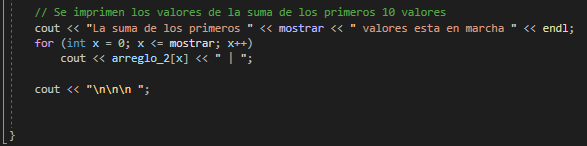 // Se imprimen los valores de la suma de los primeros 10 valores
cout << "La suma de los primeros " << mostrar << " valores esta en marcha " << endl;
for (int x = 0; x <= mostrar; x++)
cout << arreglo_2[x] << " | ";
cout << "\n\n\n ";
}